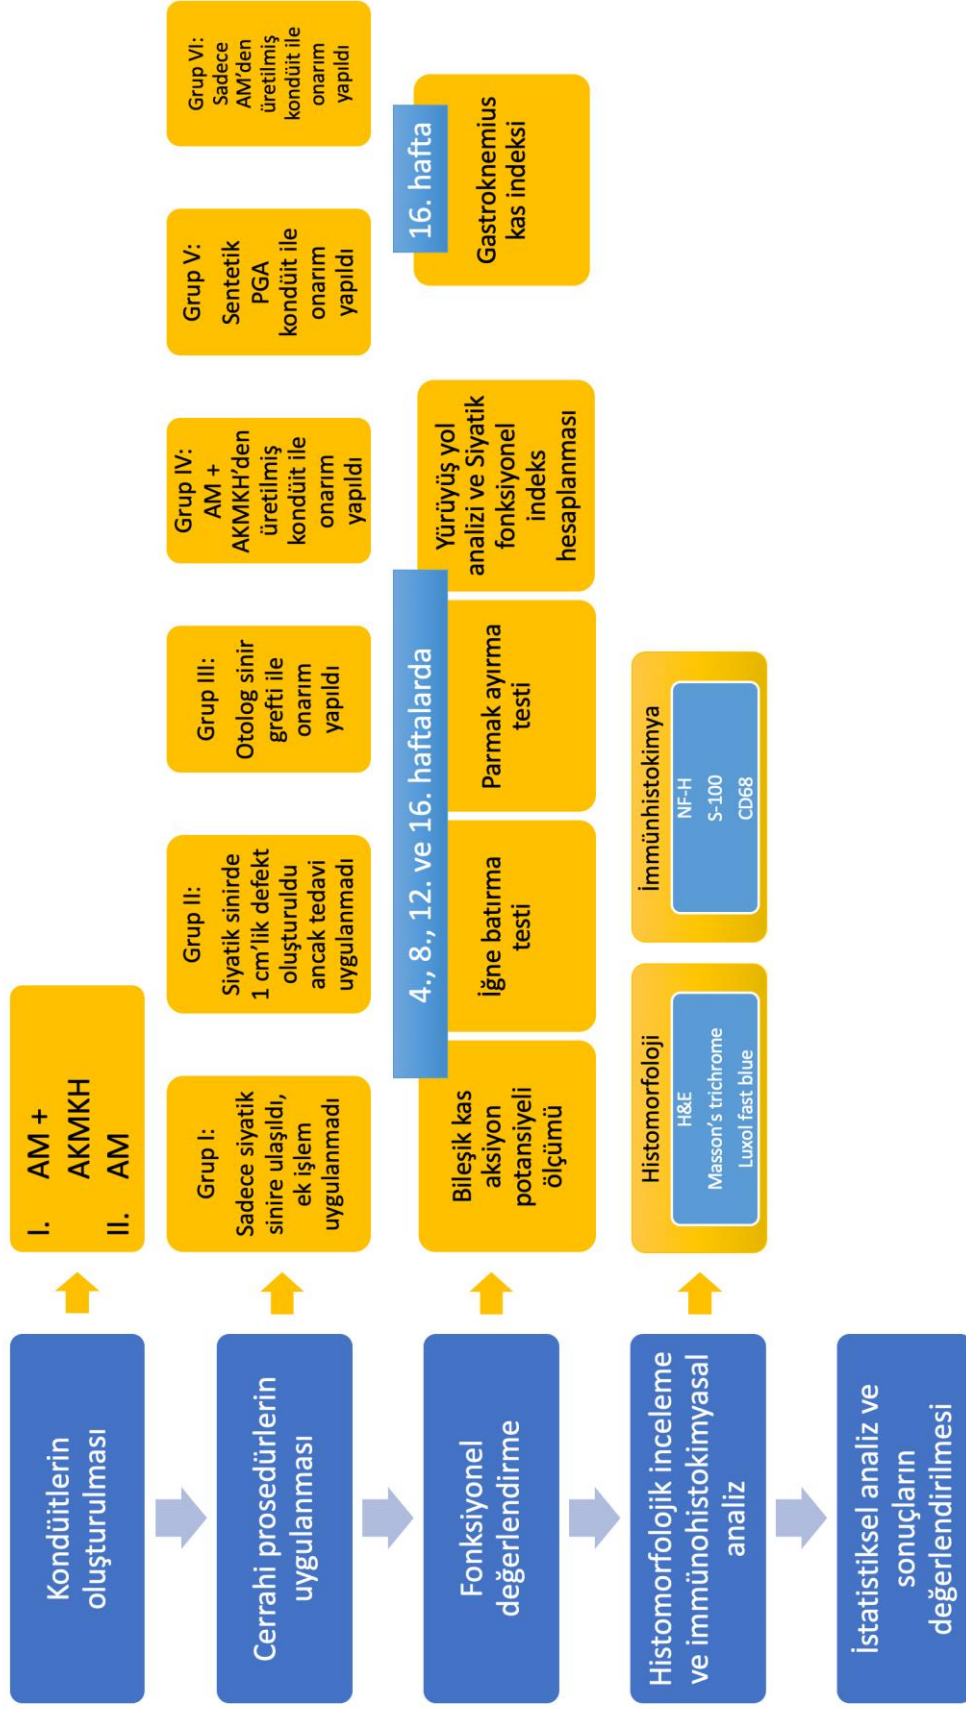 Kondüitlerin
oluşturulması
I. AM +
AKMKH
II. AM
Cerrahi prosedürlerin
uygulanması
Grup I:
Sadece siyatik
sinire ulaşıldı,
ek işlem
uygulanmadı
Grup II:
Siyatik sinirde
1 cm'lik defekt
oluşturuldu
ancak tedavi
uygulanmadı
Grup III:
Otolog sinir
grefti ile
onarım
yapıldı
Grup IV:
AM +
AKMKH'den
üretilmiş
kondüit ile
onarım
yapıldı
Grup V:
Sentetik
PGA
kondüit ile
onarım
yapıldı
Grup VI:
Sadece
AM'den
üretilmiş
kondüit ile
onarım
yapıldı
Fonksiyonel
değerlendirme
4., 8., 12. ve 16. haftalarda
Bileşik kas
aksiyon
potansiyeli
ölçümü
İğne batırma
testi
Parmak ayırma
testi
Yürüyüş yol
analizi ve Siyatik
fonksiyonel
indeks
hesaplanması
16. hafta
Gastroknemius
kas indeksi
Histomorfolojik inceleme
ve immünohistokimyasal
analiz
Histomorfoloji
H&E
Masson's trichrome
Luxol fast blue
İmmünhistokimya
NF-H
S-100
CD68
İstatistiksel analiz ve
sonuçların
değerlendirilmesi